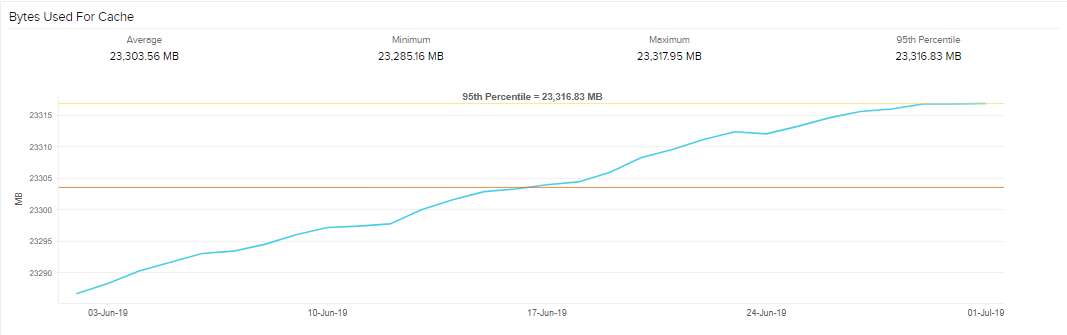 Bytes Used For Cache
Average Minimum Maximum 95th Percentile
23,303.56 MB 23,285.16 MB 23,317.95 MB 23,316.83 MB
95th Percentile = 23,316.83 MB
23315
23310
23305
MB
23300
23295
23290
03-Jun-19 10-Jun-19 17-Jun-19 24-Jun-19 01-Jul-19